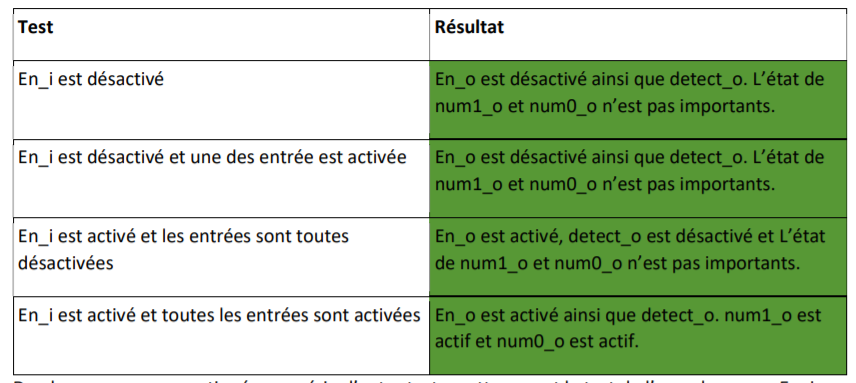 Test
Résultat
En_i est désactivé
En_o est désactivé ainsi que detect_o. L’état de
num1_o et num0_o n’est pas importants.
En_i est désactivé et une des entrée est activée
En_o est désactivé ainsi que detect_o. L’état de
num1_o et num0_o n’est pas importants.
En_i est activé et les entrées sont toutes
désactivées
En_o est activé, detect_o est désactivé et L’état
de num1_o et num0_o n’est pas importants.
En_i est activé et toutes les entrées sont activées
En_o est activé ainsi que detect_o. num1_o est
actif et num0_o est actif.